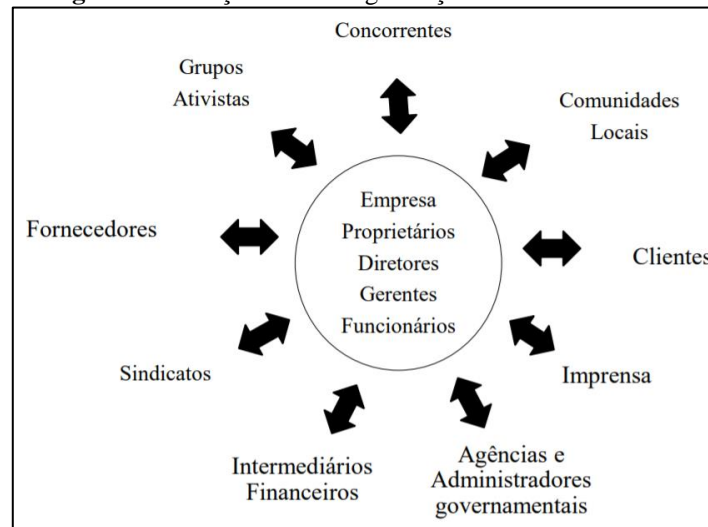 Concorrentes
Grupos
Ativistas
Comunidades
Locais
Empresa
Proprietários
Diretores
Gerentes
Funcionários
Fornecedores
Clientes
Sindicatos
Imprensa
Intermediários
Financeiros
Agências e
Administradores
governamentais